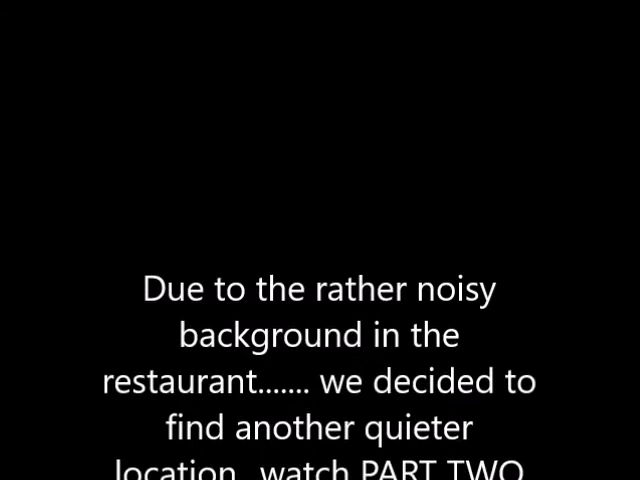 Due to the rather noisy
background in the
restaurant....... we decided to
find another quieter
location. watch PART TWO